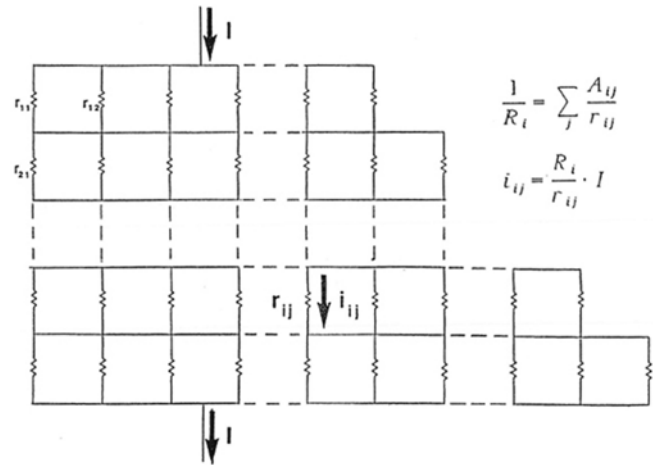 I
r₁₁
r₁₂
1/Rᵢ = ∑ⱼ Aᵢⱼ/rᵢⱼ
r₂₁
iᵢⱼ = Rᵢ/rᵢⱼ · I
rᵢⱼ
iᵢⱼ
I